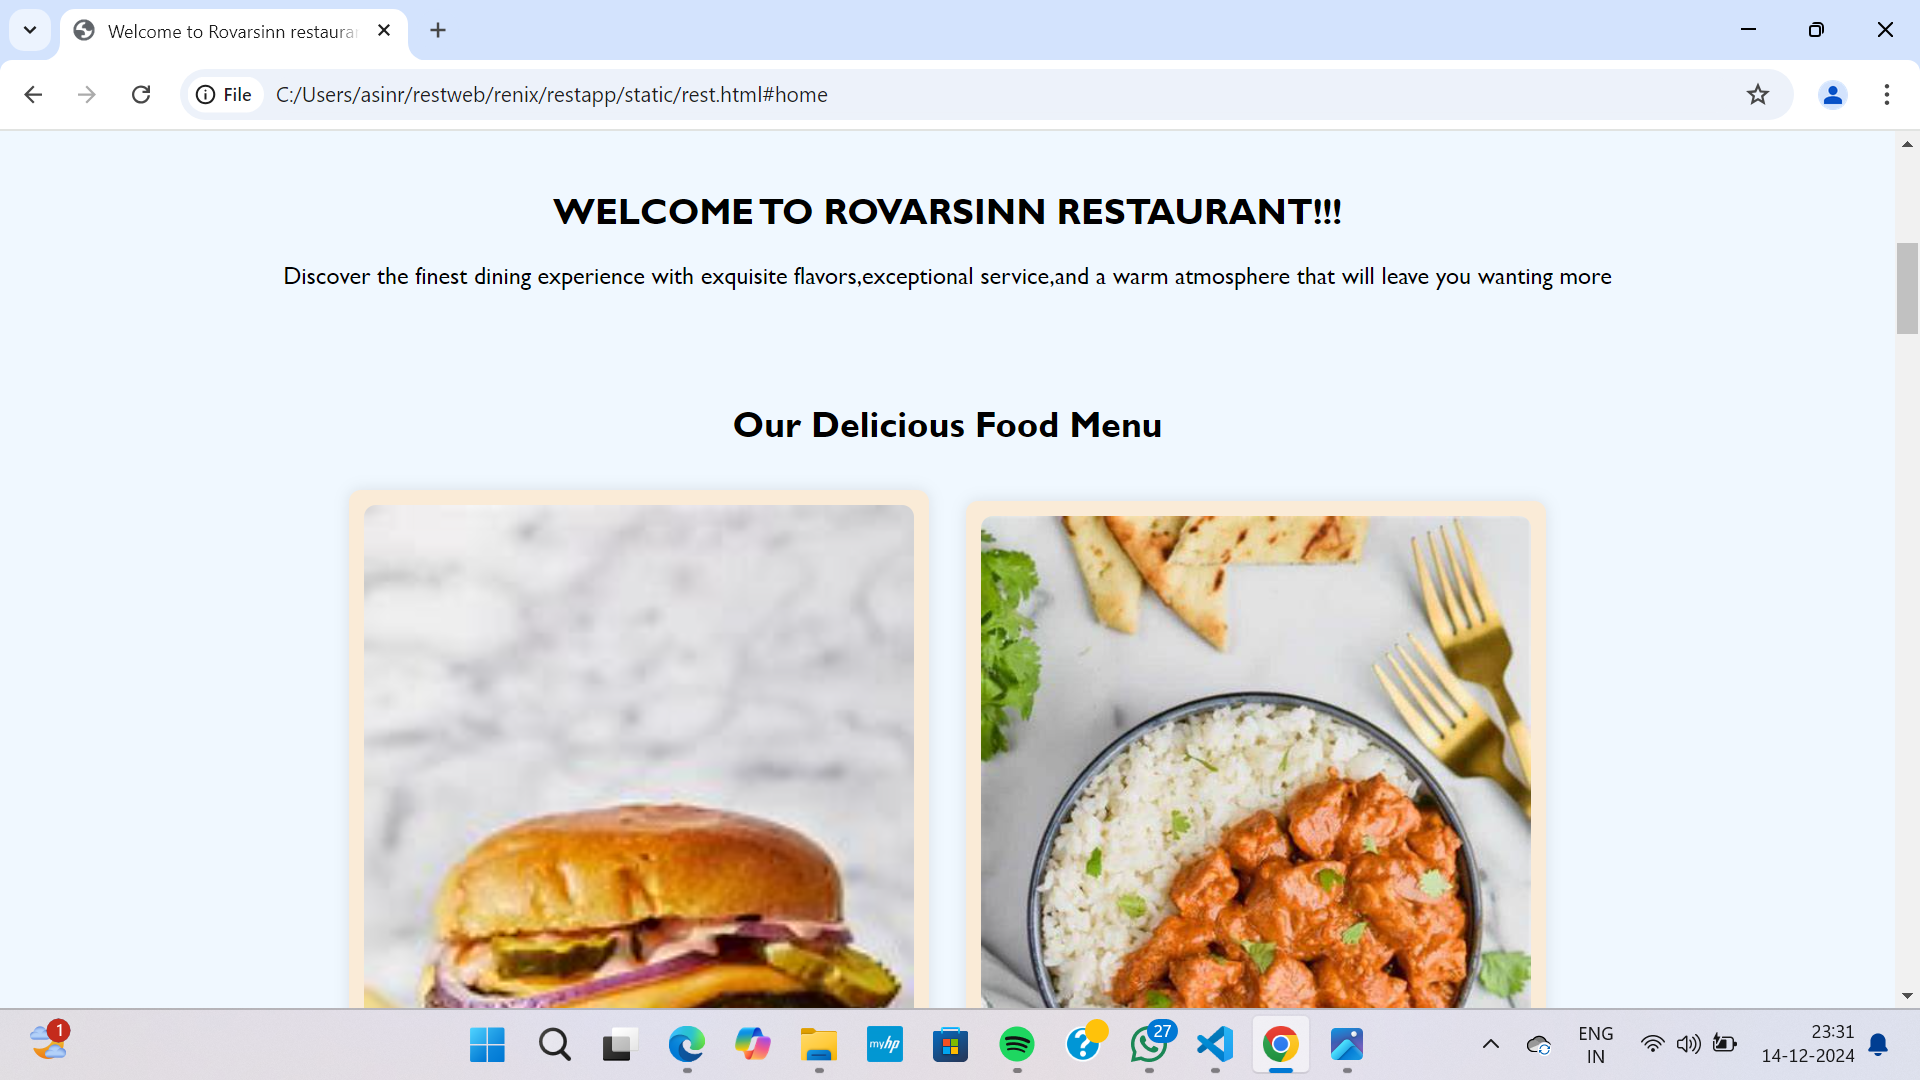 Welcome to Rovarsinn restaura
File C:/Users/asinr/restweb/renix/restapp/static/rest.html#home
WELCOME TO ROVARSINN RESTAURANT!!!
Discover the finest dining experience with exquisite flavors,exceptional service,and a warm atmosphere that will leave you wanting more
Our Delicious Food Menu
1
myhp
27
ENG
IN
23:31
14-12-2024